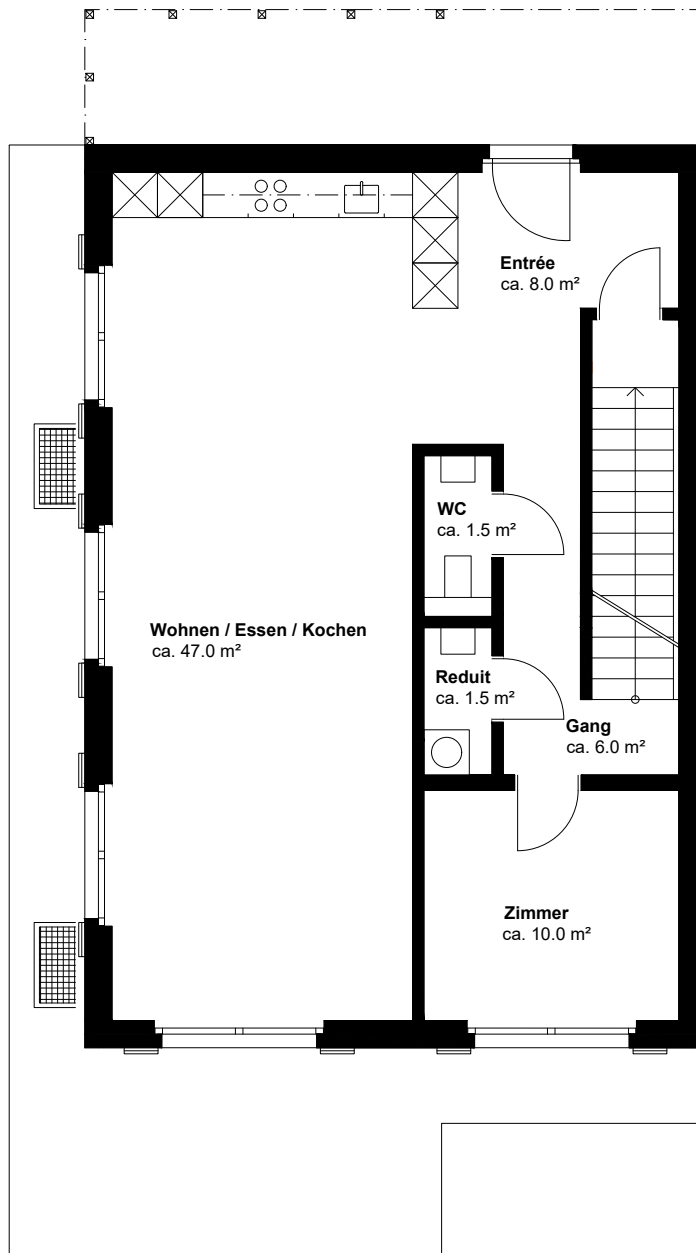 Entrée
ca. 8.0 m²
WC
ca. 1.5 m²
Wohnen / Essen / Kochen
ca. 47.0 m²
Reduit
ca. 1.5 m²
Gang
ca. 6.0 m²
Zimmer
ca. 10.0 m²